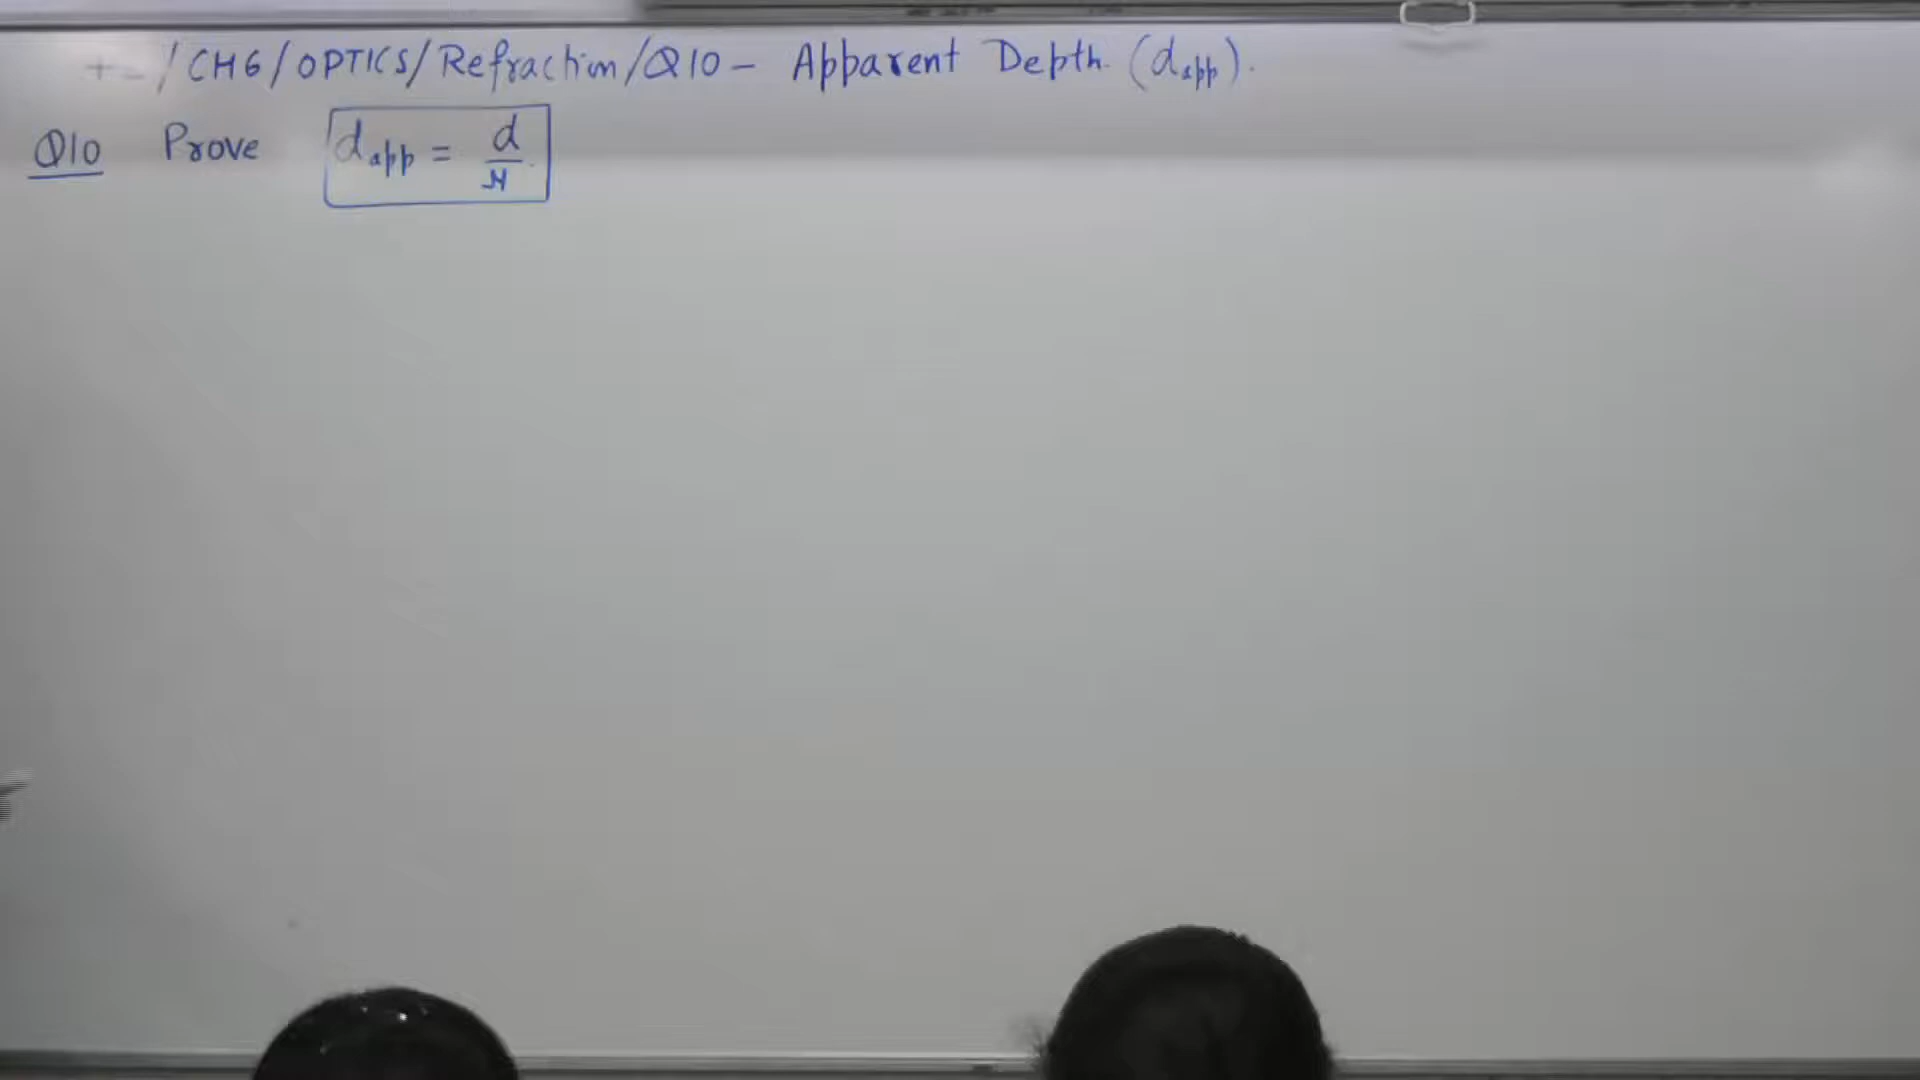 /CH6/OPTICS/Refraction/Q10 - Apparent Depth. (dapp).
Q10 Prove dapp = d/μ.